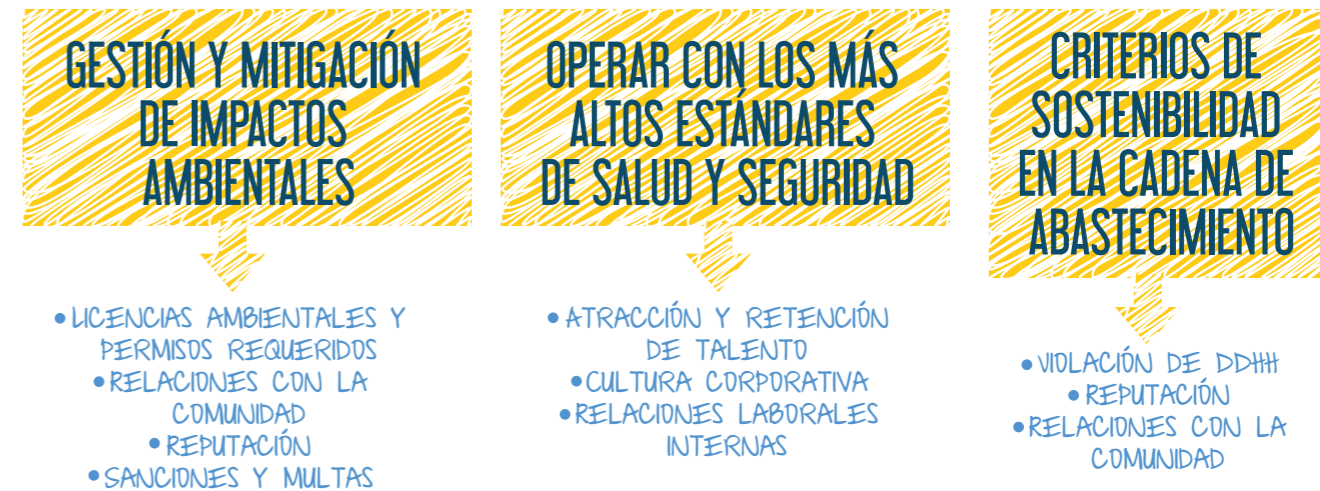 GESTIÓN Y MITIGACIÓN
DE IMPACTOS
AMBIENTALES
•LICENCIAS AMBIENTALES Y
PERMISOS REQUERIDOS
•RELACIONES CON LA
COMUNIDAD
•REPUTACIÓN
•SANCIONES Y MULTAS
OPERAR CON LOS MÁS
ALTOS ESTÁNDARES
DE SALUD Y SEGURIDAD
•ATRACCIÓN Y RETENCIÓN
DE TALENTO
•CULTURA CORPORATIVA
•RELACIONES LABORALES
INTERNAS
CRITERIOS DE
SOSTENIBILIDAD
EN LA CADENA DE
ABASTECIMIENTO
•VIOLACIÓN DE DDHH
•REPUTACIÓN
•RELACIONES CON LA
COMUNIDAD